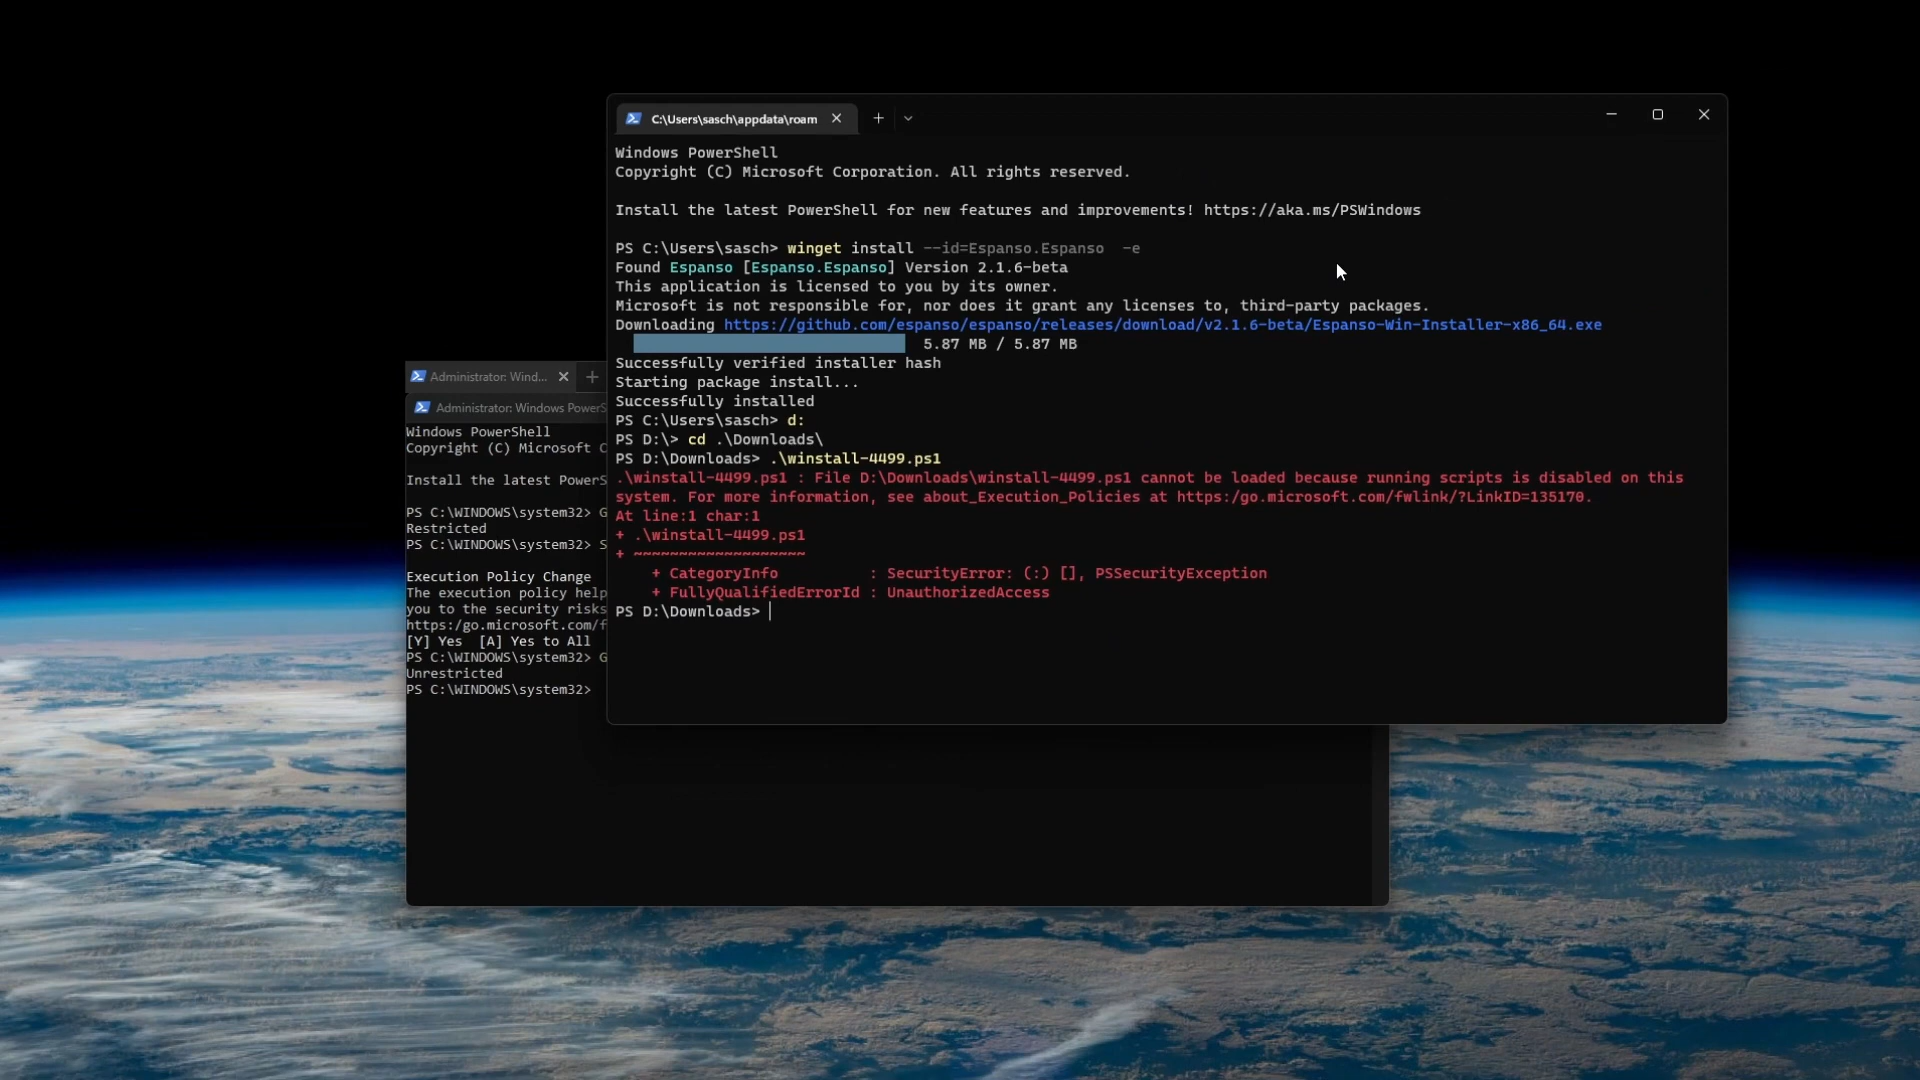 C:\Users\sasch\appdata\roam
Windows PowerShell
Copyright (C) Microsoft Corporation. All rights reserved.
Install the latest PowerShell for new features and improvements! https://aka.ms/PSWindows
PS C:\Users\sasch> winget install --id=Espanso.Espanso  -e
Found Espanso [Espanso.Espanso] Version 2.1.6-beta
This application is licensed to you by its owner.
Microsoft is not responsible for, nor does it grant any licenses to, third-party packages.
Downloading https://github.com/espanso/espanso/releases/download/v2.1.6-beta/Espanso-Win-Installer-x86_64.exe
5.87 MB / 5.87 MB
Successfully verified installer hash
Starting package install...
Successfully installed
PS C:\Users\sasch> d:
PS D:\> cd .\Downloads\
PS D:\Downloads> .\winstall-4499.ps1
.\winstall-4499.ps1 : File D:\Downloads\winstall-4499.ps1 cannot be loaded because running scripts is disabled on this
system. For more information, see about_Execution_Policies at https:/go.microsoft.com/fwlink/?LinkID=135170.
At line:1 char:1
+ .\winstall-4499.ps1
+ ~~~~~~~~~~~~~~~~~~~
+ CategoryInfo          : SecurityError: (:) [], PSSecurityException
+ FullyQualifiedErrorId : UnauthorizedAccess
PS D:\Downloads>
Administrator: Wind...
Administrator: Windows PowerS
Windows PowerShell
Copyright (C) Microsoft C
Install the latest PowerS
PS C:\WINDOWS\system32> G
Restricted
PS C:\WINDOWS\system32> S
Execution Policy Change
The execution policy help
you to the security risks
https:/go.microsoft.com/f
[Y] Yes  [A] Yes to All
PS C:\WINDOWS\system32> G
Unrestricted
PS C:\WINDOWS\system32>